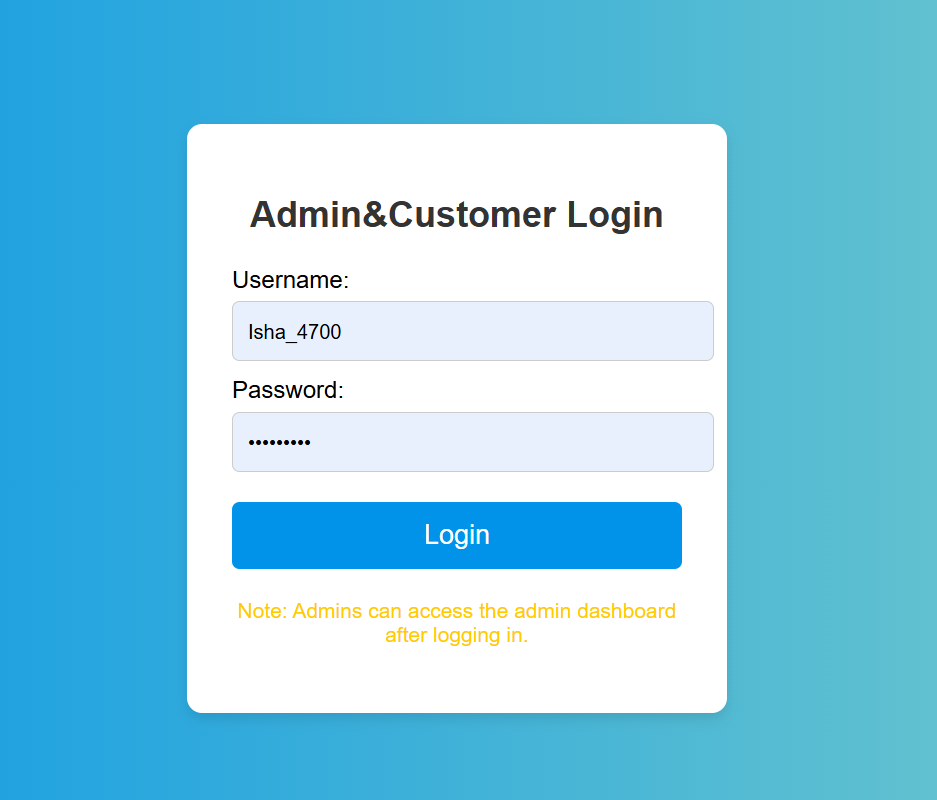 Admin&Customer Login
Username:
Isha_4700
Password:
•••••••••
Login
Note: Admins can access the admin dashboard
after logging in.